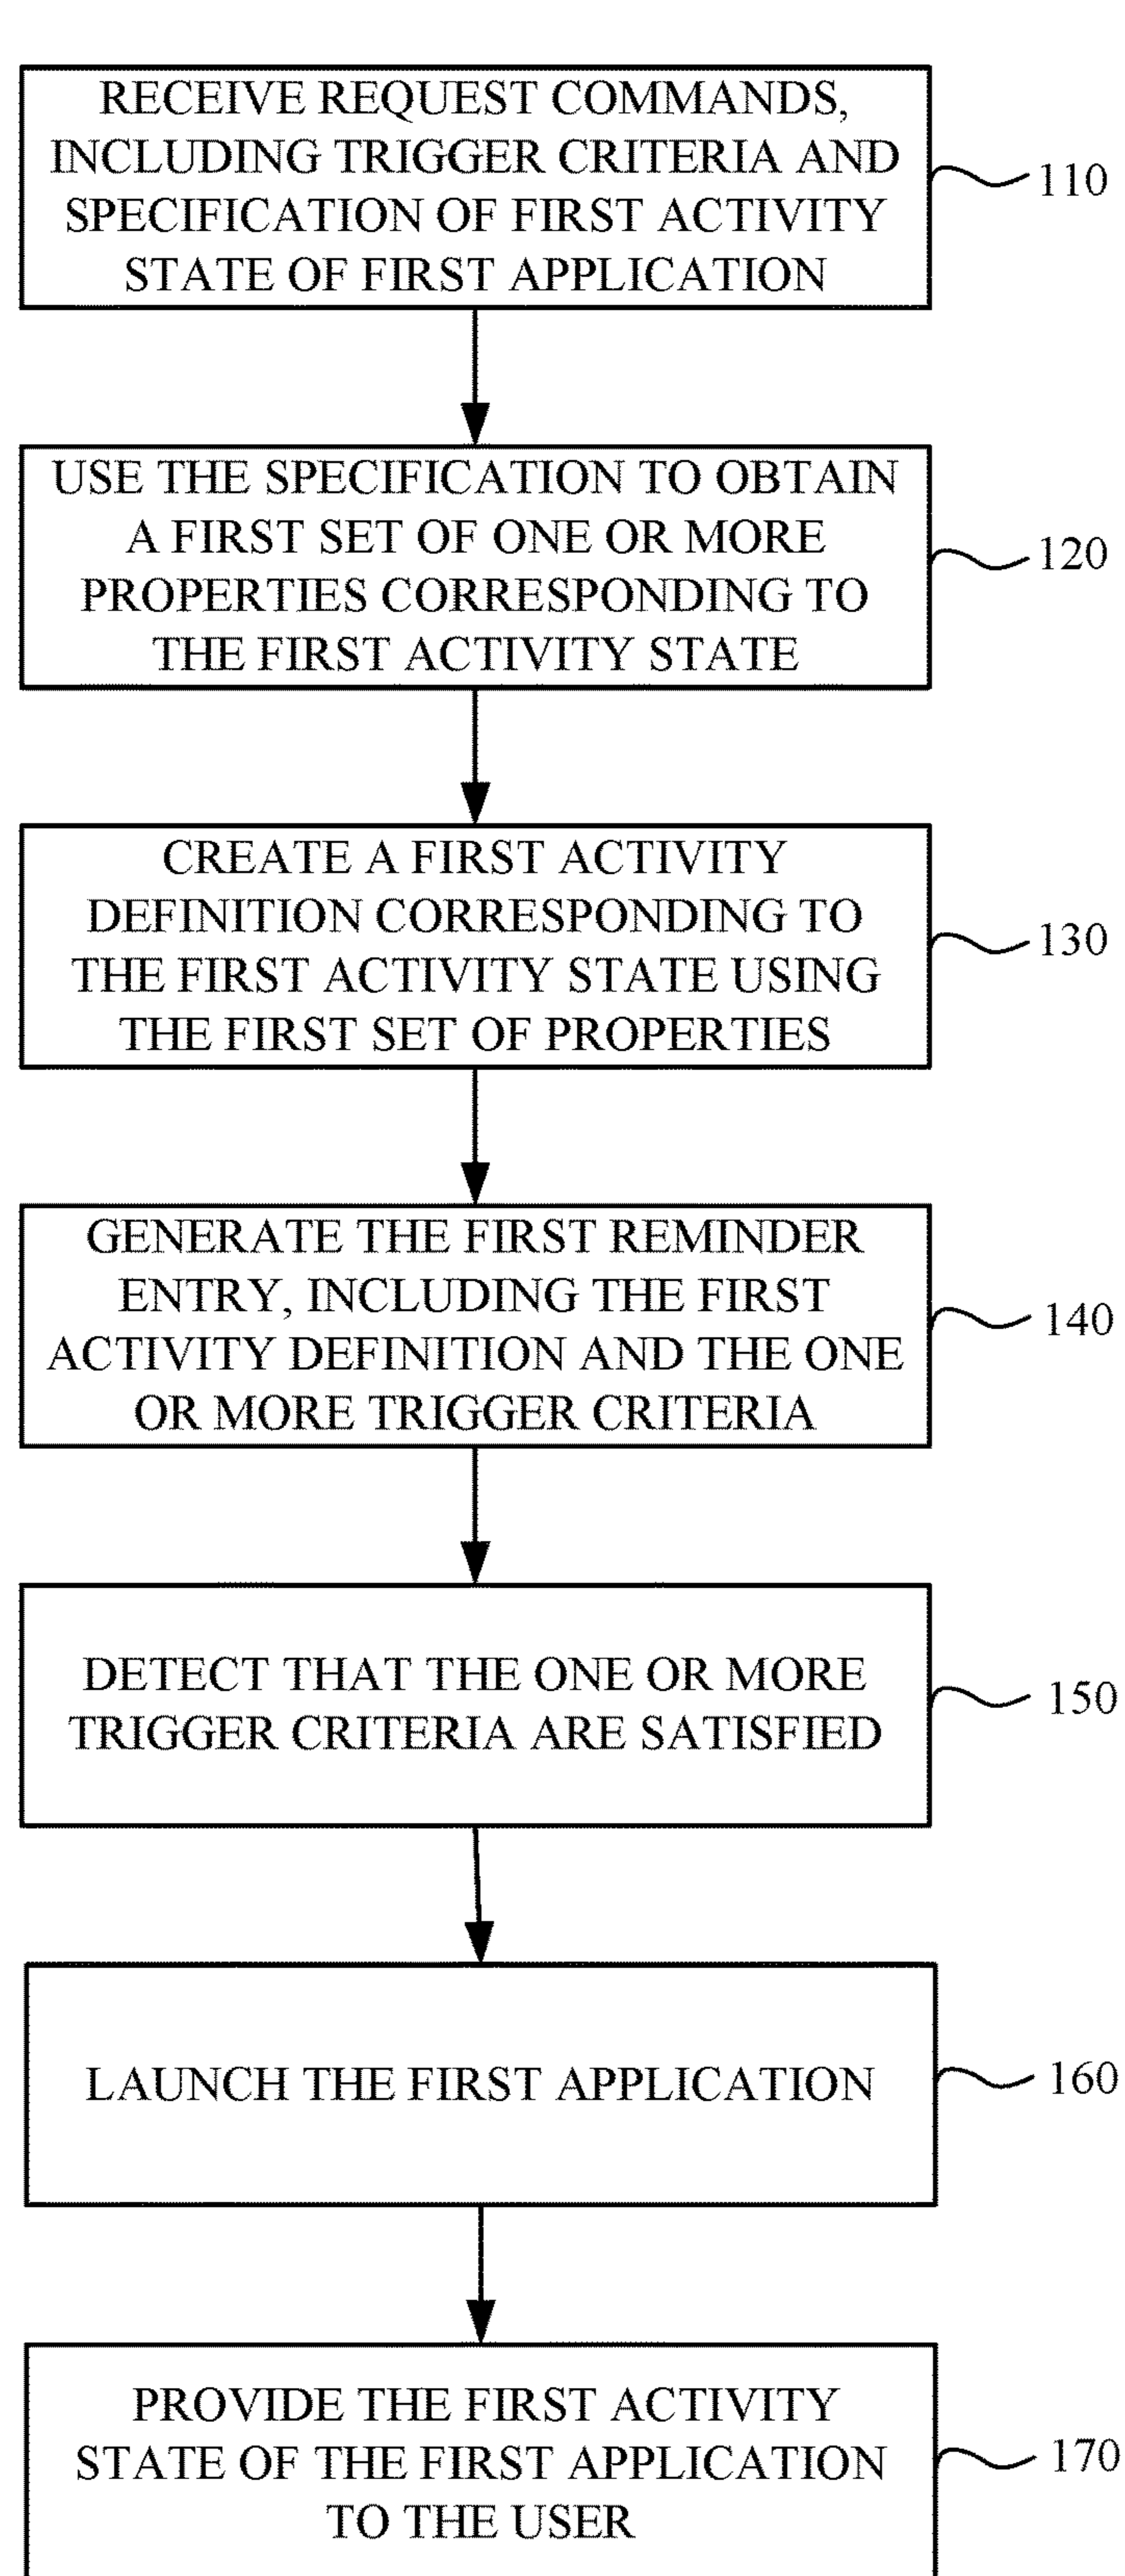 RECEIVE REQUEST COMMANDS,
INCLUDING TRIGGER CRITERIA AND
SPECIFICATION OF FIRST ACTIVITY
STATE OF FIRST APPLICATION
110
USE THE SPECIFICATION TO OBTAIN
A FIRST SET OF ONE OR MORE
PROPERTIES CORRESPONDING TO
THE FIRST ACTIVITY STATE
120
CREATE A FIRST ACTIVITY
DEFINITION CORRESPONDING TO
THE FIRST ACTIVITY STATE USING
THE FIRST SET OF PROPERTIES
130
GENERATE THE FIRST REMINDER
ENTRY, INCLUDING THE FIRST
ACTIVITY DEFINITION AND THE ONE
OR MORE TRIGGER CRITERIA
140
DETECT THAT THE ONE OR MORE
TRIGGER CRITERIA ARE SATISFIED
150
LAUNCH THE FIRST APPLICATION
160
PROVIDE THE FIRST ACTIVITY
STATE OF THE FIRST APPLICATION
TO THE USER
170